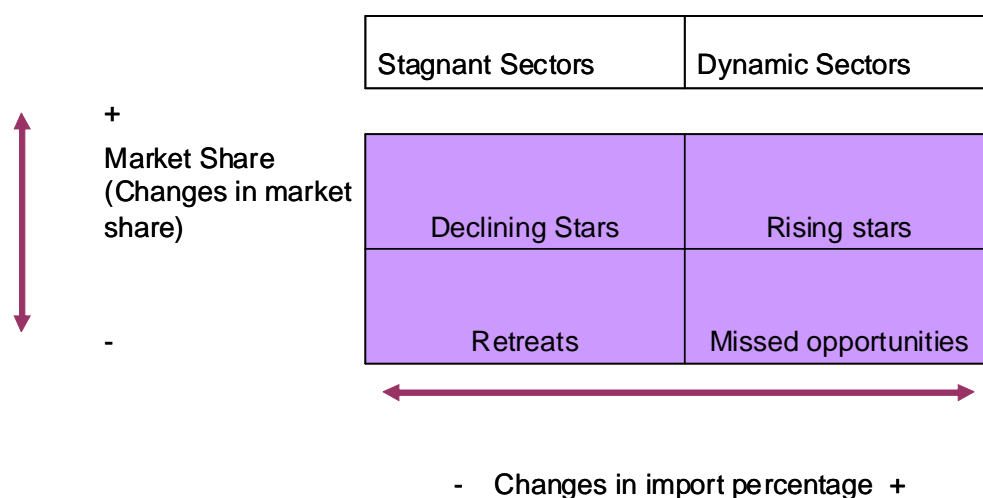 Stagnant Sectors Dynamic Sectors
+
Market Share
(Changes in market
share)
Declining Stars Rising stars
-
Retreats Missed opportunities
- Changes in import percentage +